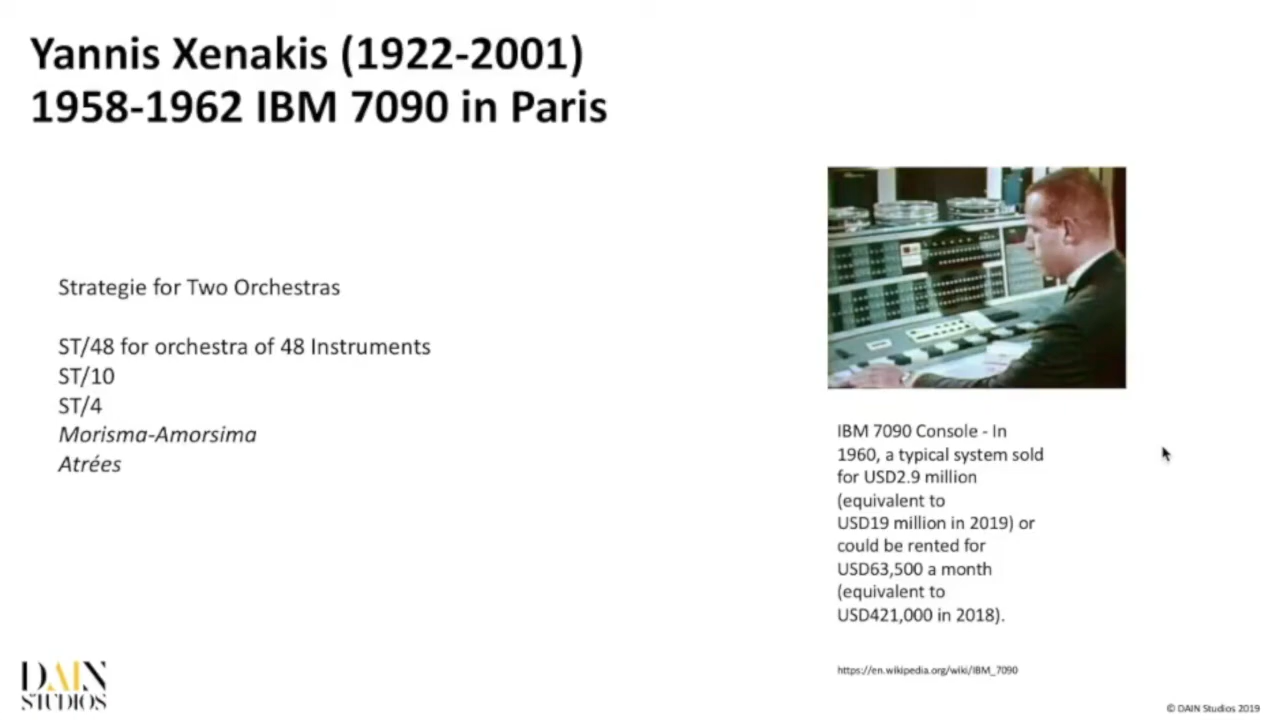 Yannis Xenakis (1922-2001)
1958-1962 IBM 7090 in Paris
Strategie for Two Orchestras
ST/48 for orchestra of 48 Instruments
ST/10
ST/4
Morisma-Amorsima
Atrées
IBM 7090 Console - In
1960, a typical system sold
for USD2.9 million
(equivalent to
USD19 million in 2019) or
could be rented for
USD63,500 a month
(equivalent to
USD421,000 in 2018).
https://en.wikipedia.org/wiki/IBM_7090
DAIN
STUDIOS
© DAIN Studios 2019